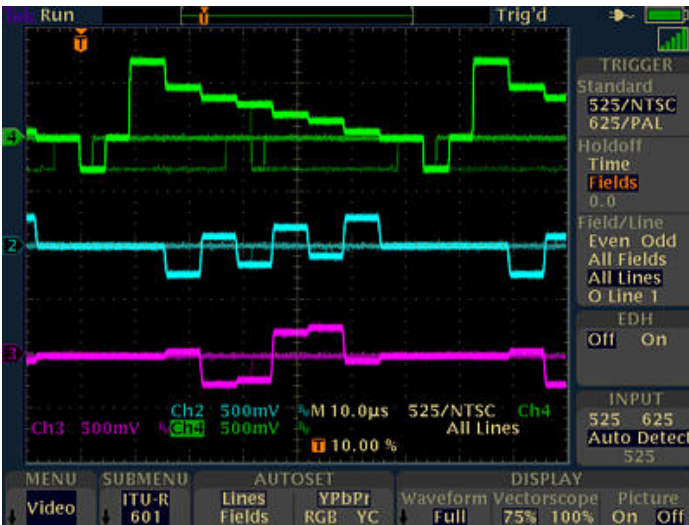 Tek Run Trig'd
T
T
4
2
3
TRIGGER
Standard
525/NTSC
625/PAL
Holdoff
Time
Fields
0.0
Field/Line
Even Odd
All Fields
All Lines
O Line 1
EDH
Off On
INPUT
525 625
Auto Detect
525
Ch2 500mV M 10.0µs 525/NTSC Ch4
Ch3 500mV Ch4 500mV All Lines
T 10.00 %
MENU SUBMENU AUTOSET DISPLAY
Video ITU-R 601 Lines Fields YPbPr RGB YC Waveform Full Vectorscope 75% 100% Picture On Off